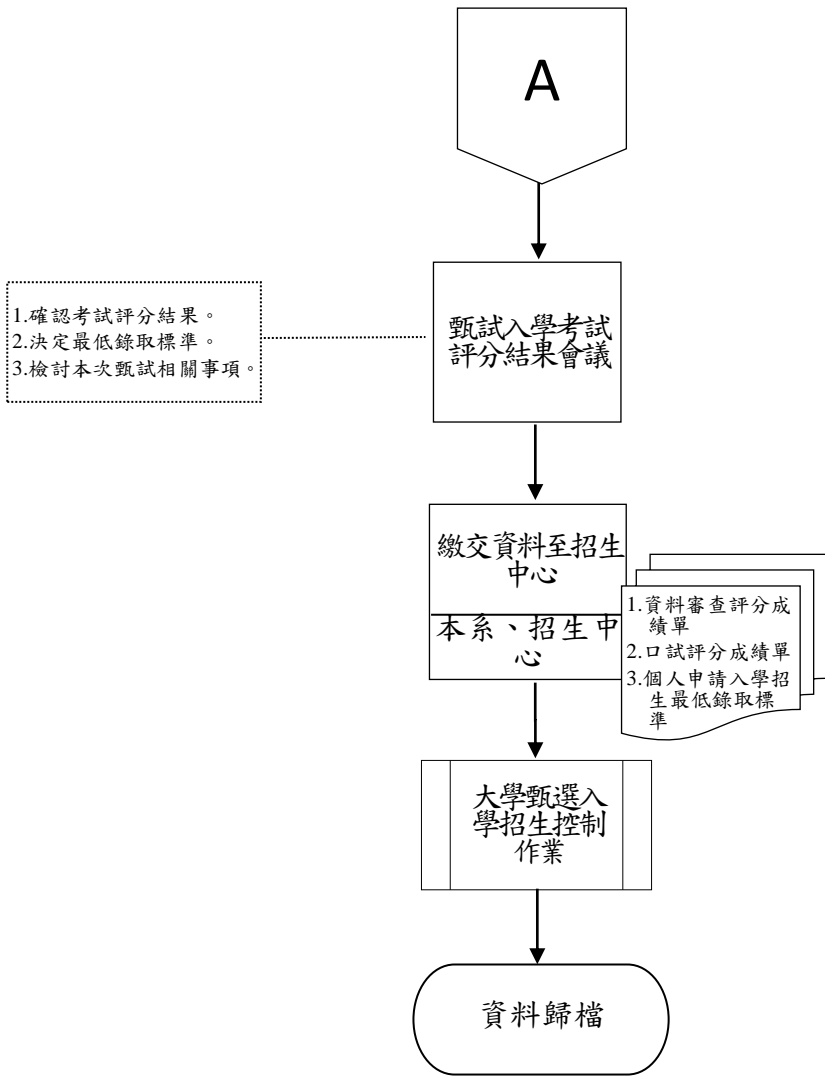 A
1.確認考試評分結果。
2.決定最低錄取標準。
3.檢討本次甄試相關事項。
甄試入學考試
評分結果會議
繳交資料至招生
中心
本系、招生中
心
1.資料審查評分成
績單
2.口試評分成績單
3.個人申請入學招
生最低錄取標
準
大學甄選入
學招生控制
作業
資料歸檔